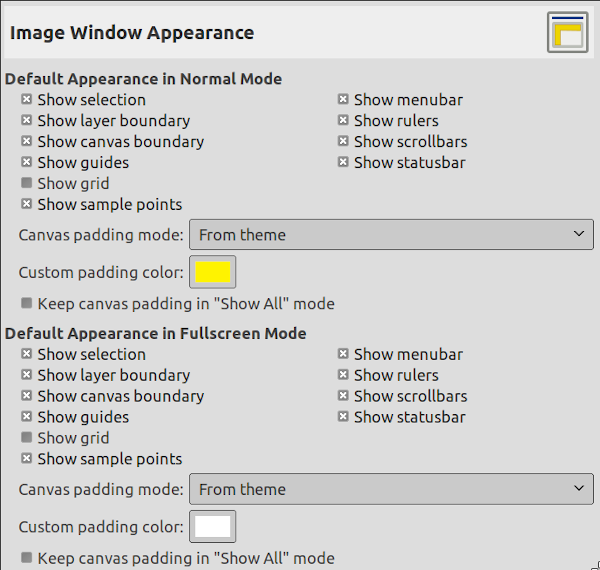 Image Window Appearance
Default Appearance in Normal Mode
Show selection
Show menubar
Show layer boundary
Show rulers
Show canvas boundary
Show scrollbars
Show guides
Show statusbar
Show grid
Show sample points
Canvas padding mode: From theme
Custom padding color:
Keep canvas padding in "Show All" mode
Default Appearance in Fullscreen Mode
Show selection
Show menubar
Show layer boundary
Show rulers
Show canvas boundary
Show scrollbars
Show guides
Show statusbar
Show grid
Show sample points
Canvas padding mode: From theme
Custom padding color:
Keep canvas padding in "Show All" mode